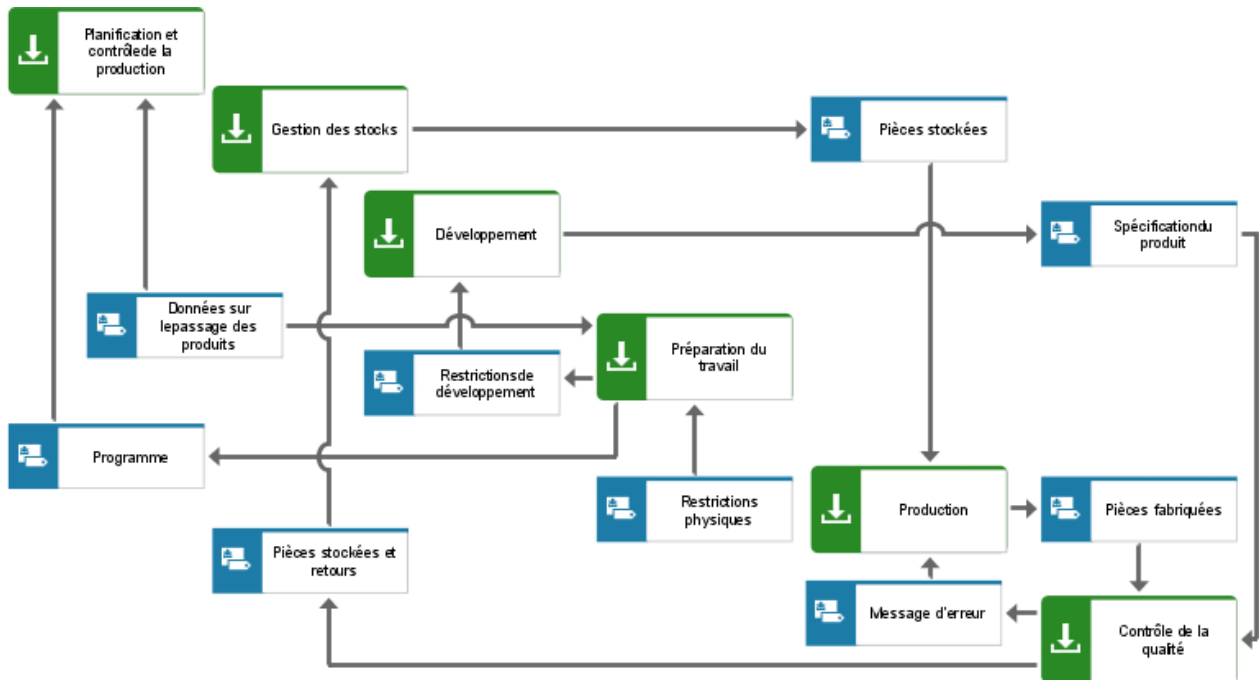 Planification et
contrôlede la
production
Gestion des stocks
Pièces stockées
Développement
Spécificationdu
produit
Données sur
lepassage des
produits
Préparation du
travail
Restrictionsde
développement
Programme
Restrictions
physiques
Production
Pièces fabriquées
Pièces stockées et
retours
Message d'erreur
Contrôle de la
qualité